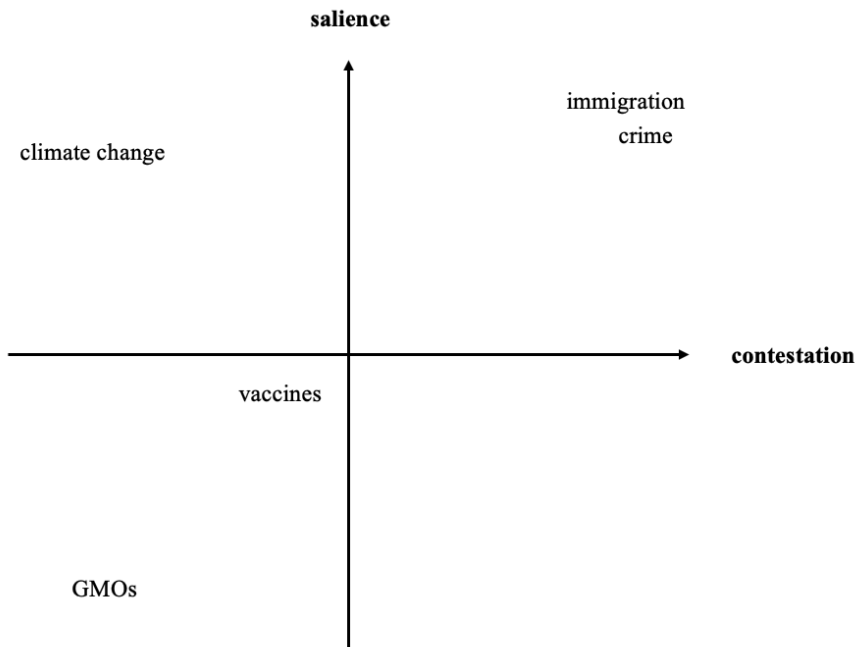 salience
immigration
crime
climate change
contestation
vaccines
GMOs